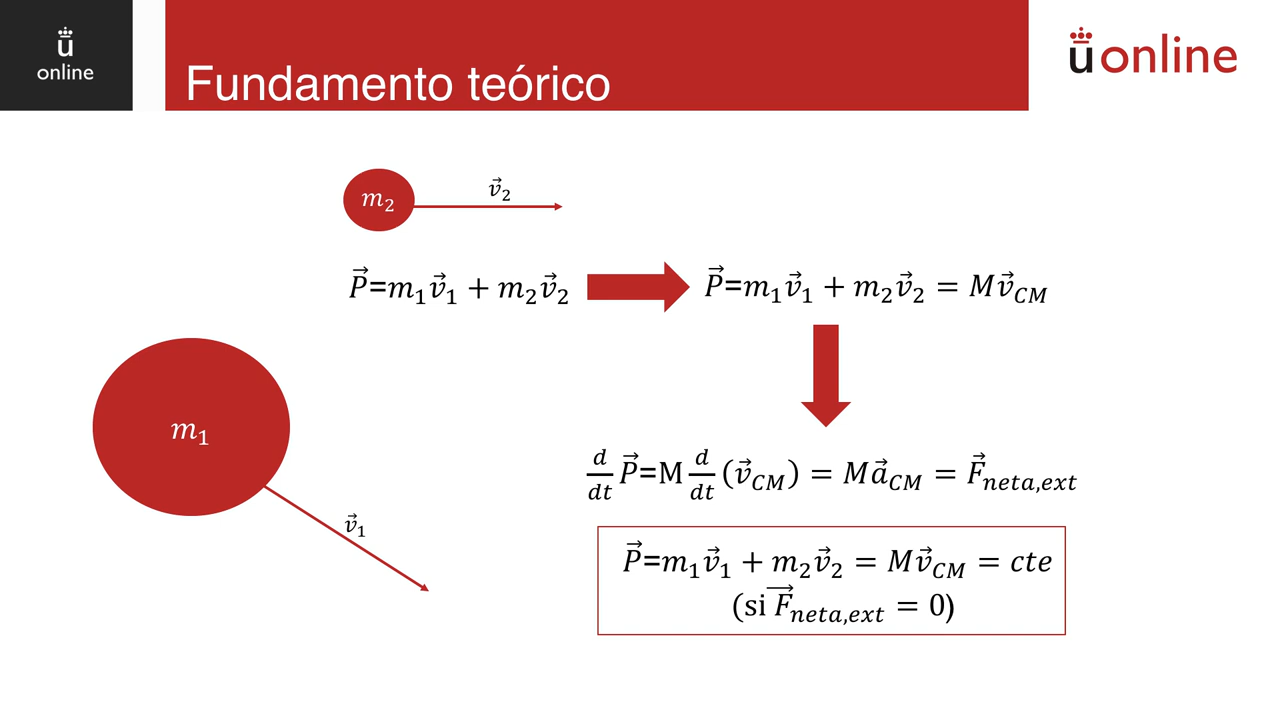 ü
online
Fundamento teórico
üonline
m₂
v⃗₂
P⃗=m₁v⃗₁ + m₂v⃗₂
P⃗=m₁v⃗₁ + m₂v⃗₂ = Mv⃗_CM
m₁
v⃗₁
d/dt P⃗=M d/dt (v⃗_CM) = Ma⃗_CM = F⃗_neta,ext
P⃗=m₁v⃗₁ + m₂v⃗₂ = Mv⃗_CM = cte
(si F⃗_neta,ext = 0)